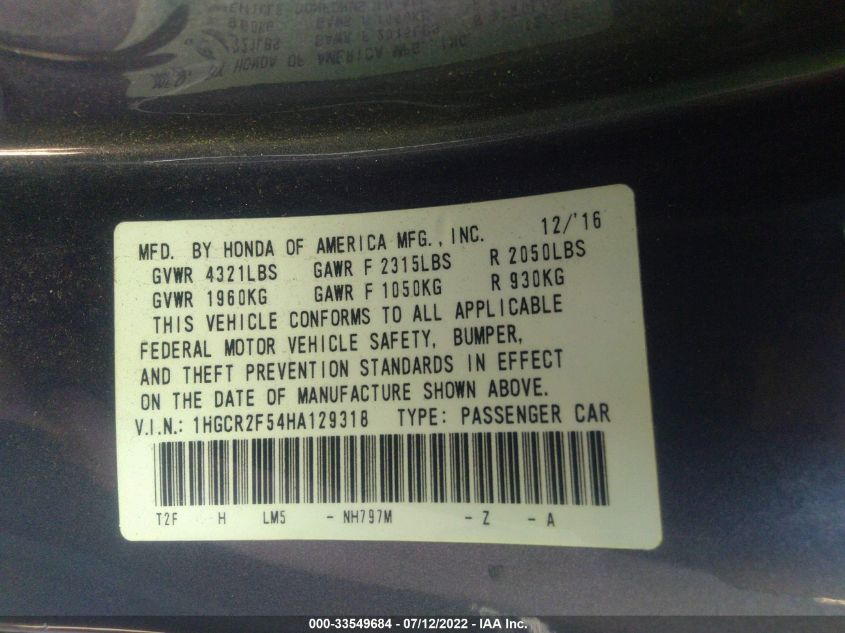 MFD. BY HONDA OF AMERICA MFG., INC. 12/'16
GVWR 4321LBS GAWR F 2315LBS R 2050LBS
GVWR 1960KG GAWR F 1050KG R 930KG
THIS VEHICLE CONFORMS TO ALL APPLICABLE
FEDERAL MOTOR VEHICLE SAFETY, BUMPER,
AND THEFT PREVENTION STANDARDS IN EFFECT
ON THE DATE OF MANUFACTURE SHOWN ABOVE.
V.I.N.: 1HGCR2F54HA129318 TYPE: PASSENGER CAR
T2F H LM5 - NH797M - Z - A
000-33549684 - 07/12/2022 - IAA Inc.